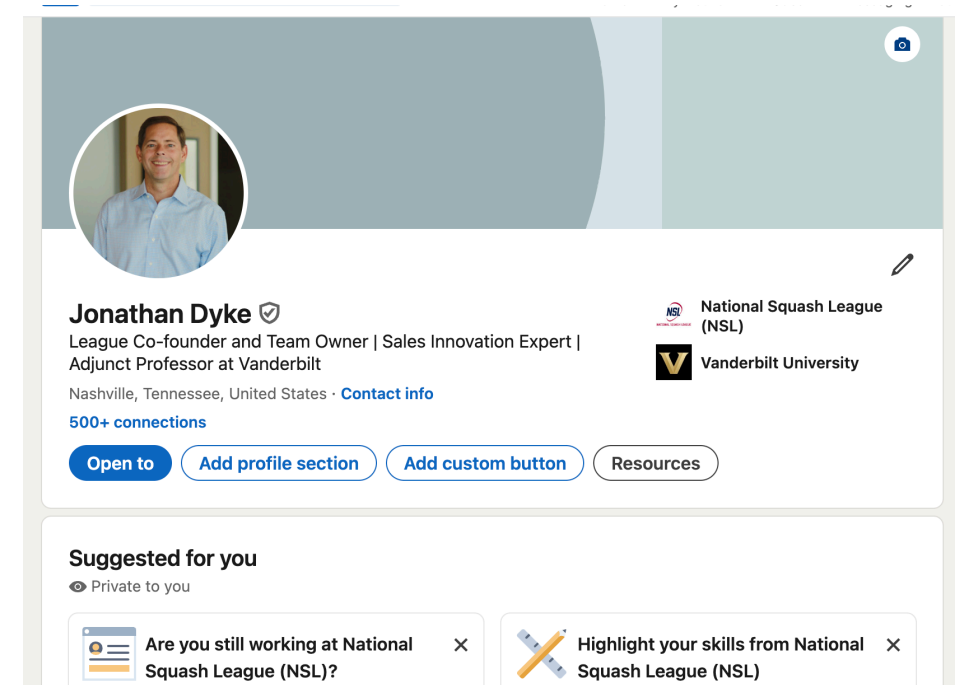 Jonathan Dyke
League Co-founder and Team Owner | Sales Innovation Expert |
Adjunct Professor at Vanderbilt
Nashville, Tennessee, United States · Contact info
500+ connections
NSL
National Squash League
(NSL)
V
Vanderbilt University
Open to
Add profile section
Add custom button
Resources
Suggested for you
Private to you
Are you still working at National
Squash League (NSL)?
Highlight your skills from National
Squash League (NSL)